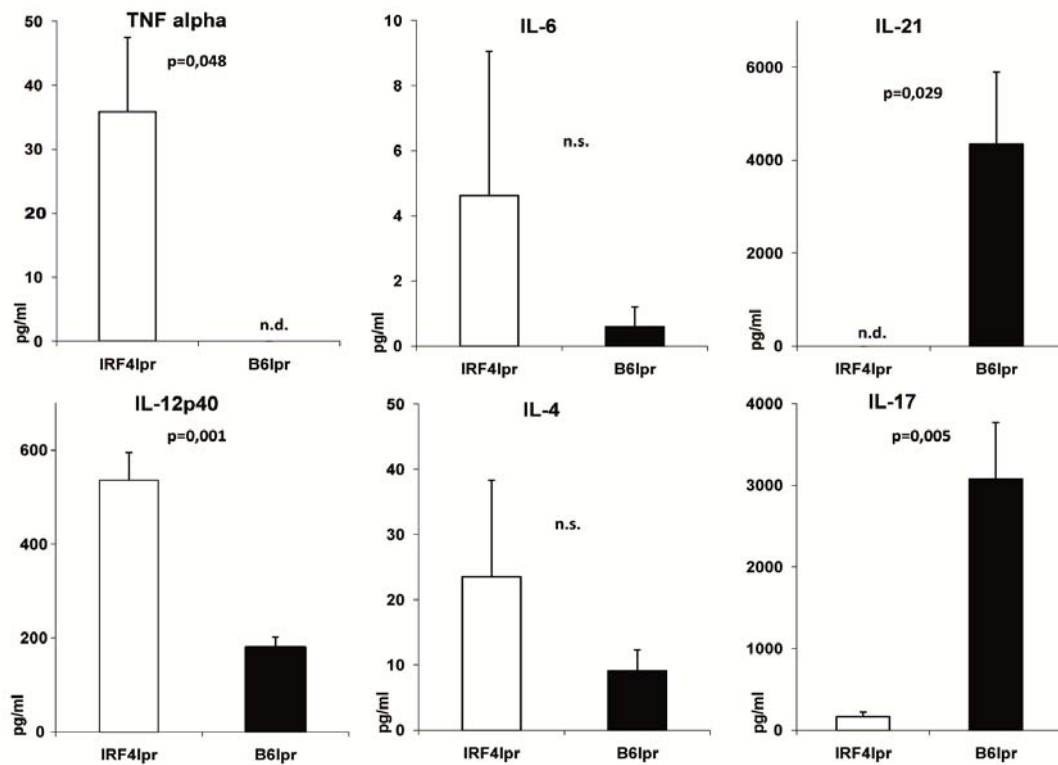 TNF alpha
p=0,048
50
40
30
20
10
0
pg/ml
n.d.
IRF4lpr
B6lpr
IL-6
n.s.
10
8
6
4
2
0
pg/ml
IRF4lpr
B6lpr
IL-21
p=0,029
6000
4000
2000
0
pg/ml
n.d.
IRF4lpr
B6lpr
IL-12p40
p=0,001
600
400
200
0
pg/ml
IRF4lpr
B6lpr
IL-4
n.s.
50
40
30
20
10
0
pg/ml
IRF4lpr
B6lpr
IL-17
p=0,005
4000
3000
2000
1000
0
pg/ml
IRF4lpr
B6lpr